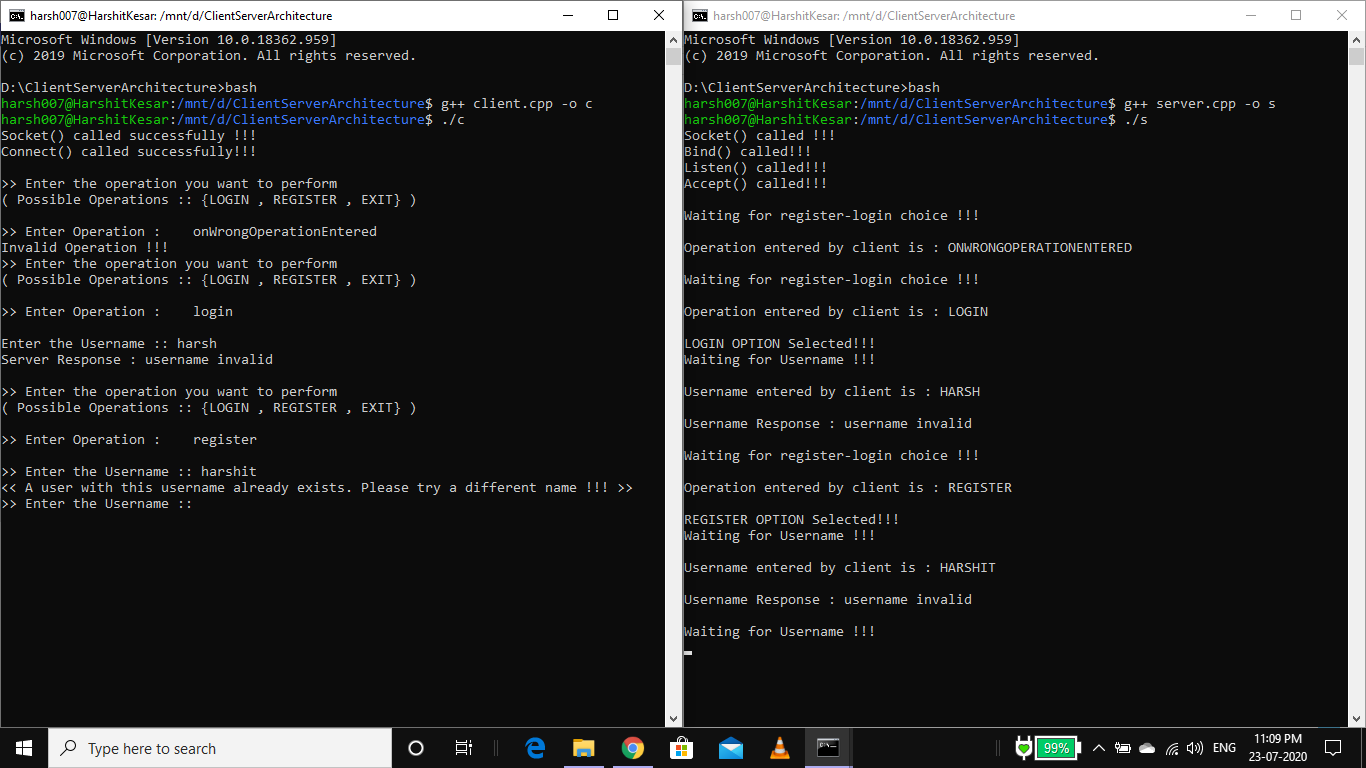 harsh007@HarshitKesar: /mnt/d/ClientServerArchitecture
Microsoft Windows [Version 10.0.18362.959]
(c) 2019 Microsoft Corporation. All rights reserved.
D:\ClientServerArchitecture>bash
harsh007@HarshitKesar:/mnt/d/ClientServerArchitecture$ g++ client.cpp -o c
harsh007@HarshitKesar:/mnt/d/ClientServerArchitecture$ ./c
Socket() called successfully !!!
Connect() called successfully!!!
>> Enter the operation you want to perform
( Possible Operations :: {LOGIN , REGISTER , EXIT} )
>> Enter Operation :    onWrongOperationEntered
Invalid Operation !!!
>> Enter the operation you want to perform
( Possible Operations :: {LOGIN , REGISTER , EXIT} )
>> Enter Operation :    login
Enter the Username :: harsh
Server Response : username invalid
>> Enter the operation you want to perform
( Possible Operations :: {LOGIN , REGISTER , EXIT} )
>> Enter Operation :    register
>> Enter the Username :: harshit
<< A user with this username already exists. Please try a different name !!! >>
>> Enter the Username ::
harsh007@HarshitKesar: /mnt/d/ClientServerArchitecture
Microsoft Windows [Version 10.0.18362.959]
(c) 2019 Microsoft Corporation. All rights reserved.
D:\ClientServerArchitecture>bash
harsh007@HarshitKesar:/mnt/d/ClientServerArchitecture$ g++ server.cpp -o s
harsh007@HarshitKesar:/mnt/d/ClientServerArchitecture$ ./s
Socket() called !!!
Bind() called!!!
Listen() called!!!
Accept() called!!!
Waiting for register-login choice !!!
Operation entered by client is : ONWRONGOPERATIONENTERED
Waiting for register-login choice !!!
Operation entered by client is : LOGIN
LOGIN OPTION Selected!!!
Waiting for Username !!!
Username entered by client is : HARSH
Username Response : username invalid
Waiting for register-login choice !!!
Operation entered by client is : REGISTER
REGISTER OPTION Selected!!!
Waiting for Username !!!
Username entered by client is : HARSHIT
Username Response : username invalid
Waiting for Username !!!
Type here to search
99%
ENG
11:09 PM
23-07-2020